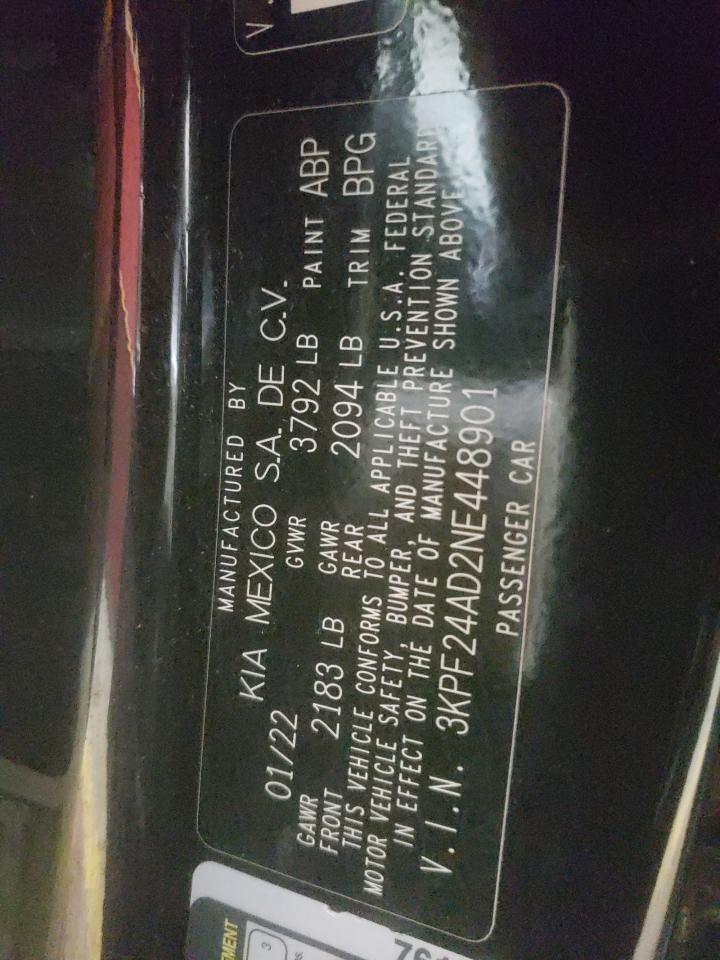 V.
MANUFACTURED BY
KIA MEXICO S.A. DE C.V.
01/22 GVWR 3792 LB PAINT ABP
GAWR FRONT 2183 LB GAWR REAR 2094 LB TRIM BPG
THIS VEHICLE CONFORMS TO ALL APPLICABLE U.S.A. FEDERAL
MOTOR VEHICLE SAFETY, BUMPER, AND THEFT PREVENTION STANDARD
IN EFFECT ON THE DATE OF MANUFACTURE SHOWN ABOVE
V.I.N. 3KPF24AD2NE448901
PASSENGER CAR
EMENT
3